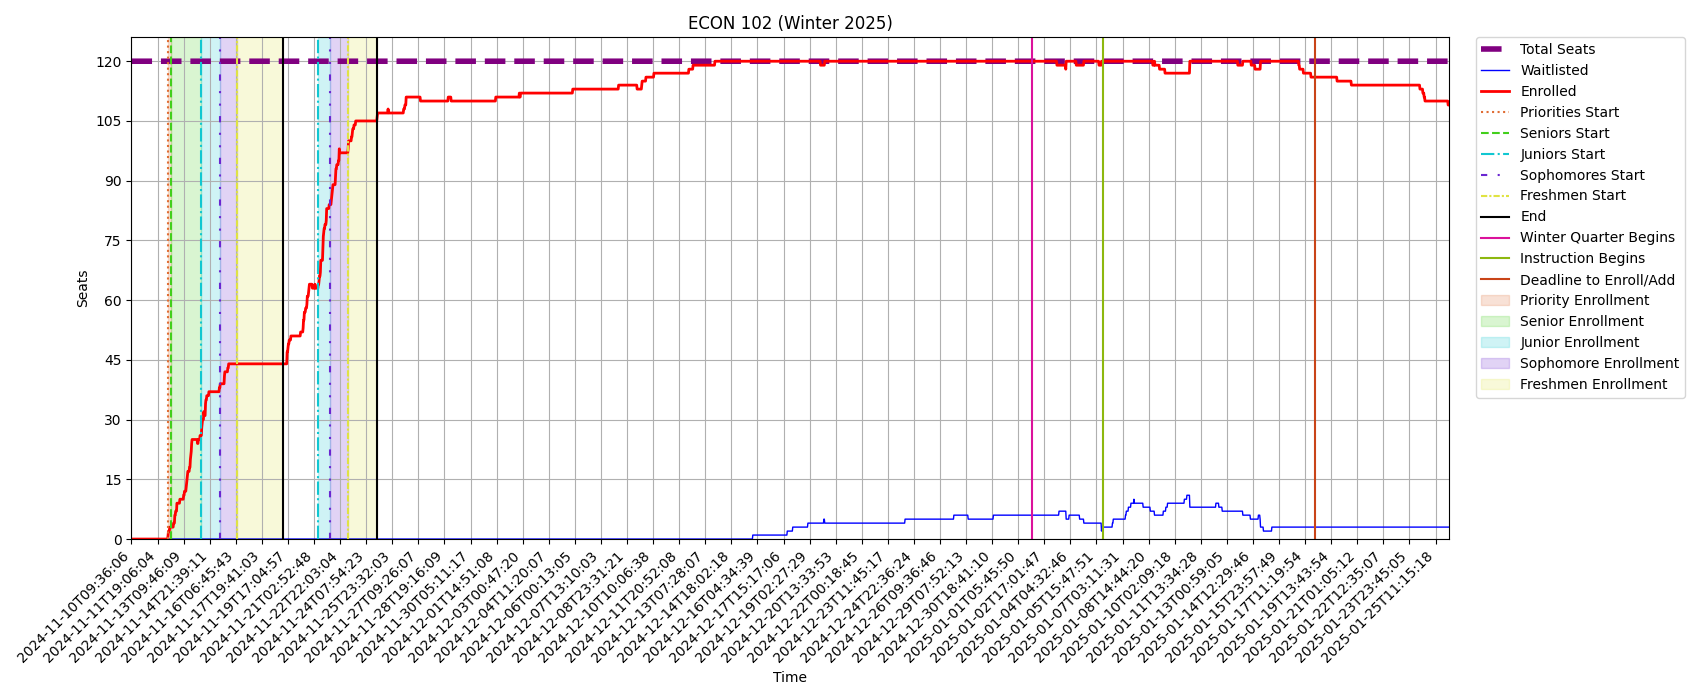 ECON 102 (Winter 2025)
Seats
120
105
90
75
60
45
30
15
0
2024-11-10T09:36:06
2024-11-11T19:06:04
2024-11-13T09:46:09
2024-11-14T21:39:11
2024-11-16T06:45:43
2024-11-17T19:41:03
2024-11-19T17:04:57
2024-11-21T02:52:48
2024-11-22T22:03:04
2024-11-24T07:54:23
2024-11-25T23:32:03
2024-11-27T09:26:07
2024-11-28T19:16:09
2024-11-30T05:11:17
2024-12-01T14:51:08
2024-12-03T00:47:20
2024-12-04T11:20:07
2024-12-06T00:13:05
2024-12-07T13:10:03
2024-12-08T23:31:21
2024-12-10T10:06:38
2024-12-11T20:52:08
2024-12-13T07:28:07
2024-12-14T18:02:18
2024-12-16T04:34:39
2024-12-17T15:17:06
2024-12-19T02:27:29
2024-12-20T13:33:53
2024-12-22T00:18:45
2024-12-23T11:45:17
2024-12-24T22:36:24
2024-12-26T09:36:46
2024-12-29T07:52:13
2024-12-30T18:41:10
2025-01-01T05:45:50
2025-01-02T17:01:47
2025-01-04T04:32:46
2025-01-05T15:47:51
2025-01-07T03:11:31
2025-01-08T14:44:20
2025-01-10T02:09:18
2025-01-11T13:34:28
2025-01-13T00:59:05
2025-01-14T12:29:46
2025-01-15T23:57:49
2025-01-17T11:19:54
2025-01-19T13:43:54
2025-01-21T01:05:12
2025-01-22T12:35:07
2025-01-23T23:45:05
2025-01-25T11:15:18
Time
Total Seats
Waitlisted
Enrolled
Priorities Start
Seniors Start
Juniors Start
Sophomores Start
Freshmen Start
End
Winter Quarter Begins
Instruction Begins
Deadline to Enroll/Add
Priority Enrollment
Senior Enrollment
Junior Enrollment
Sophomore Enrollment
Freshmen Enrollment